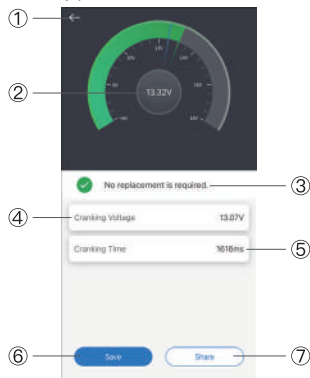 ①
②
13.32V
12V
No replacement is required.
③
④
Cranking Voltage
13.07V
Cranking Time
1616ms
⑤
⑥
Save
Share
⑦